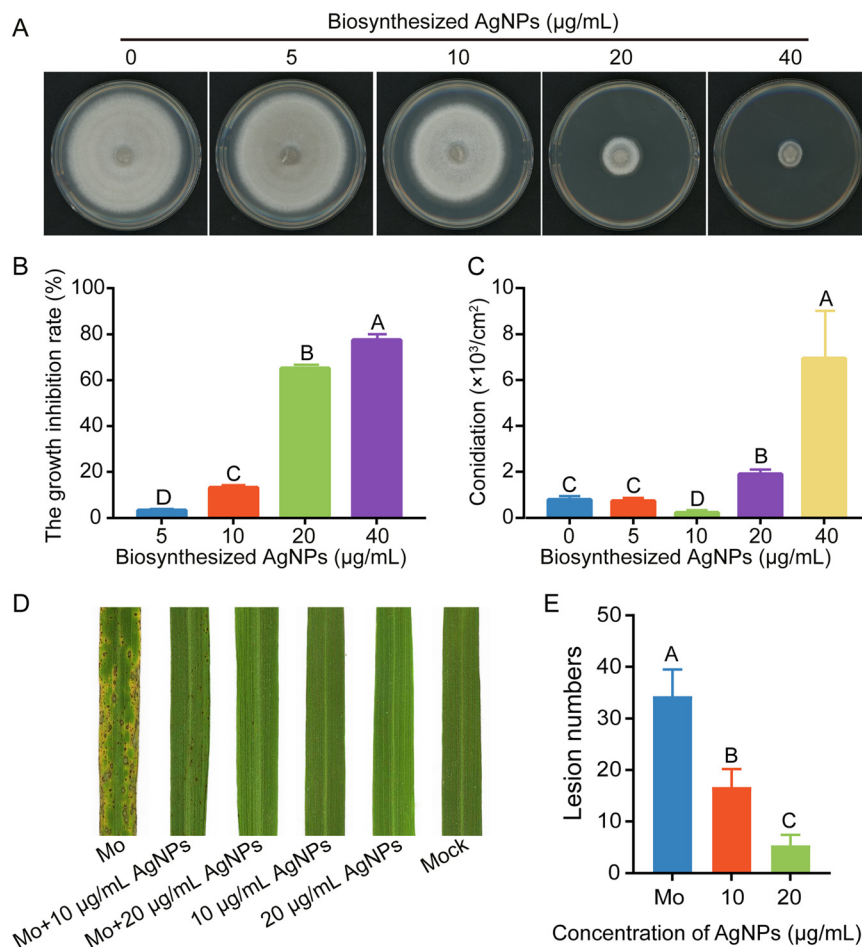 A
Biosynthesized AgNPs (µg/mL)
0 5 10 20 40
B
The growth inhibition rate (%)
100
80
60
40
20
0
D C B A
5 10 20 40
Biosynthesized AgNPs (µg/mL)
C
Conidiation (×10³/cm²)
10
8
6
4
2
0
C C D B A
0 5 10 20 40
Biosynthesized AgNPs (µg/mL)
D
Mo
Mo+10 µg/mL AgNPs
Mo+20 µg/mL AgNPs
10 µg/mL AgNPs
20 µg/mL AgNPs
Mock
E
Lesion numbers
50
40
30
20
10
0
A B C
Mo 10 20
Concentration of AgNPs (µg/mL)